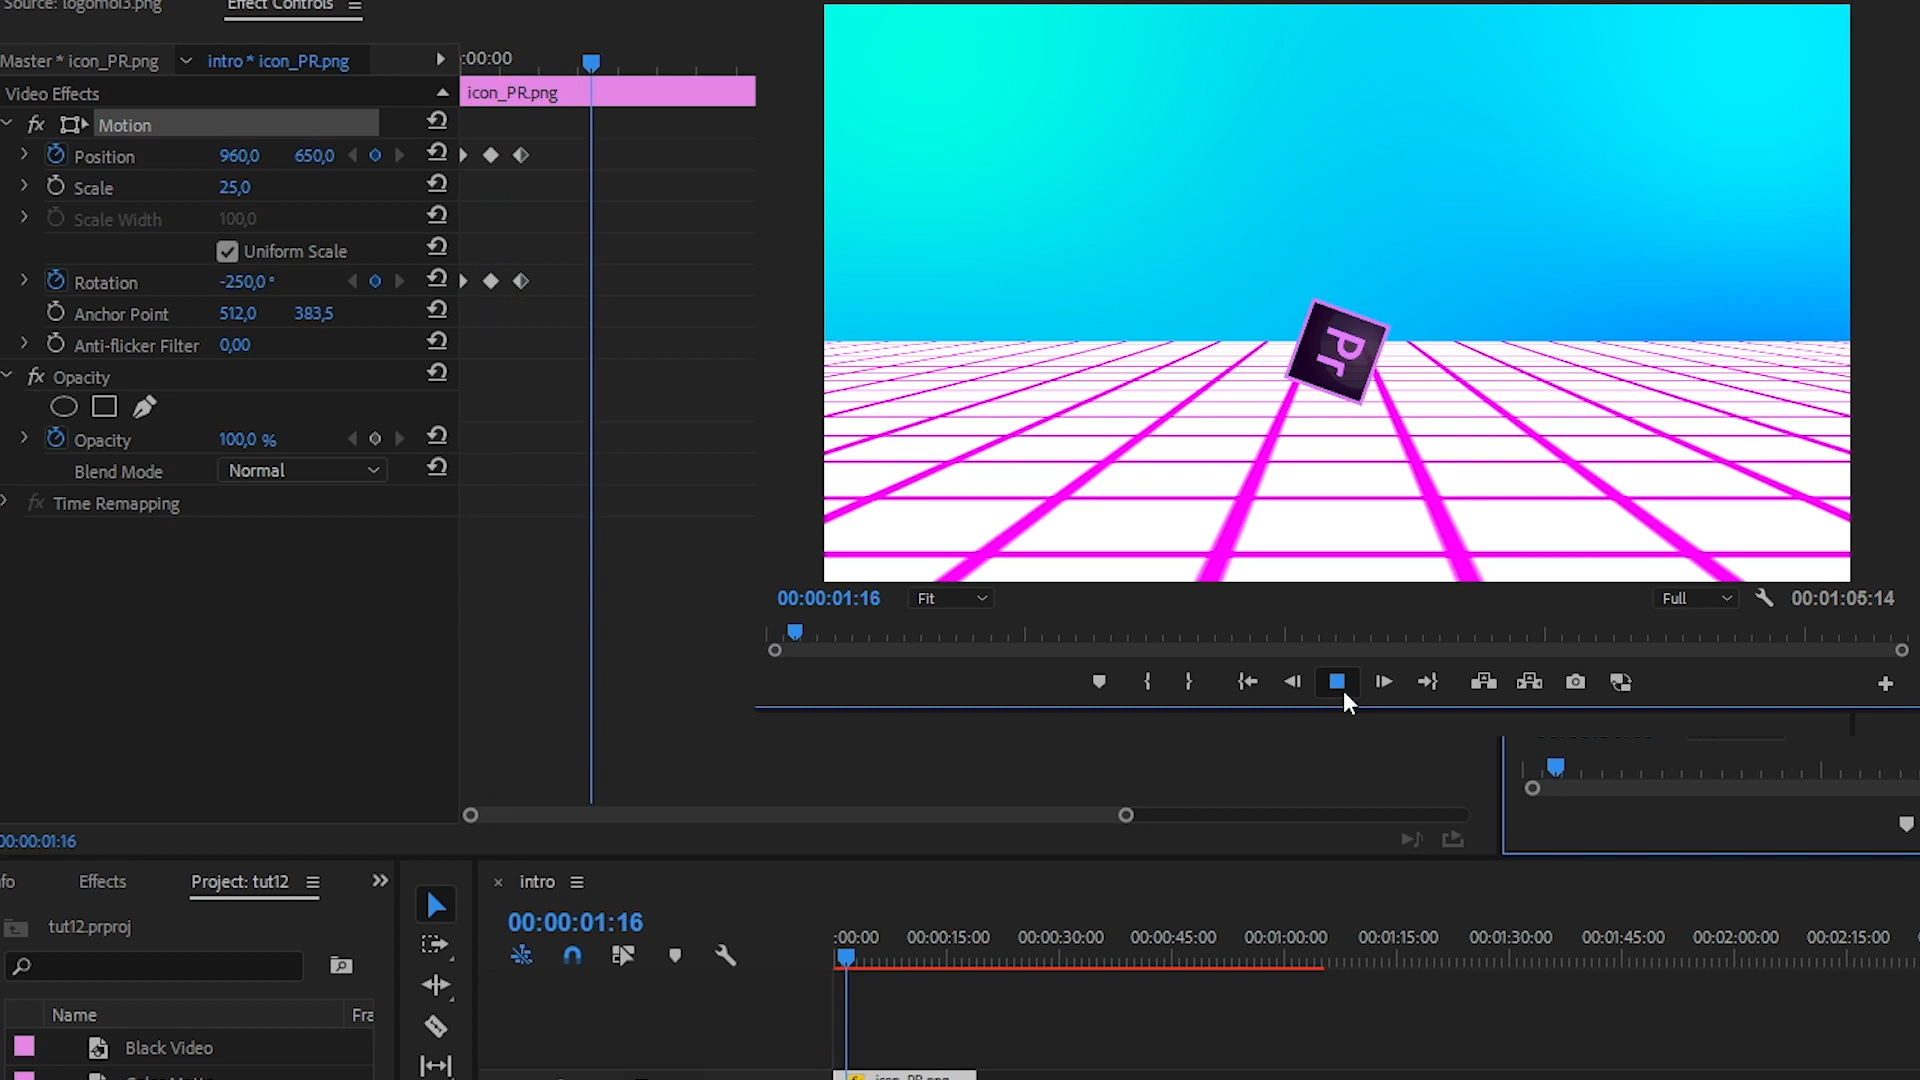 Source: logomoi3.png
Effect Controls
Master * icon_PR.png
intro * icon_PR.png
:00:00
Video Effects
icon_PR.png
fx Motion
Position 960,0 650,0
Scale 25,0
Scale Width 100,0
Uniform Scale
Rotation -250,0 °
Anchor Point 512,0 383,5
Anti-flicker Filter 0,00
fx Opacity
Opacity 100,0 %
Blend Mode Normal
fx Time Remapping
Pr
00:00:01:16 Fit Full 00:01:05:14
00:00:01:16
fo Effects Project: tut12
intro
tut12.prproj
00:00:01:16
:00:00 00:00:15:00 00:00:30:00 00:00:45:00 00:01:00:00 00:01:15:00 00:01:30:00 00:01:45:00 00:02:00:00 00:02:15:00
Name Fra
Black Video
icon_PR.png